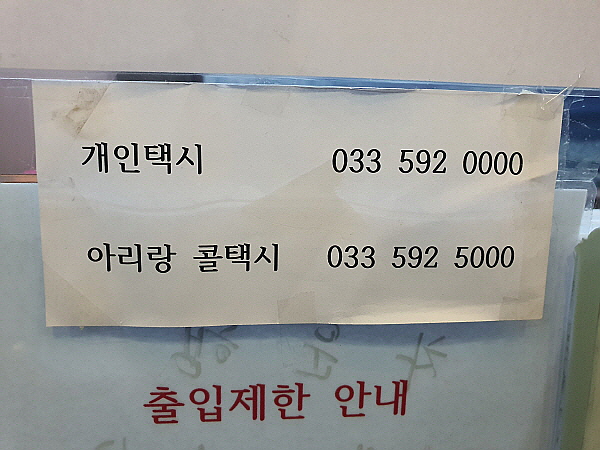 개인택시 033 592 0000
아리랑 콜택시 033 592 5000
출입제한 안내